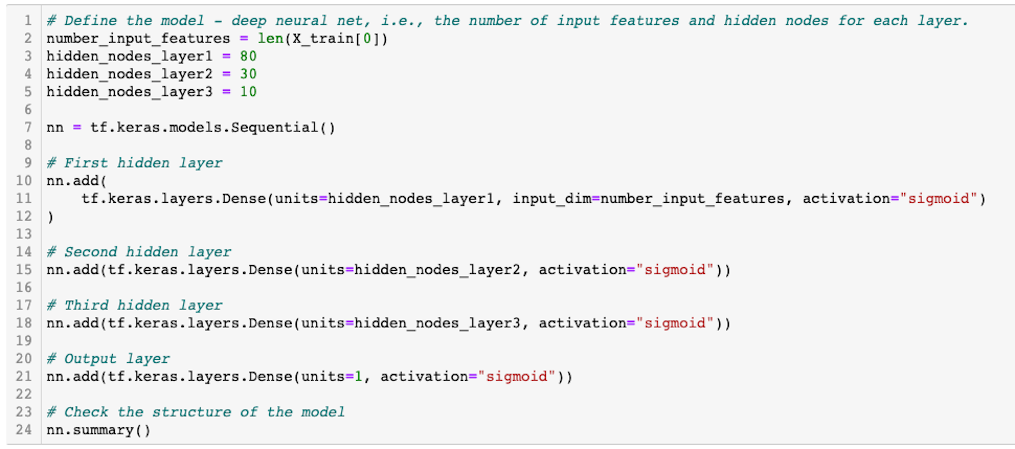 1 # Define the model - deep neural net, i.e., the number of input features and hidden nodes for each layer.
2 number_input_features = len(X_train[0])
3 hidden_nodes_layer1 = 80
4 hidden_nodes_layer2 = 30
5 hidden_nodes_layer3 = 10
6
7 nn = tf.keras.models.Sequential()
8
9 # First hidden layer
10 nn.add(
11     tf.keras.layers.Dense(units=hidden_nodes_layer1, input_dim=number_input_features, activation="sigmoid")
12 )
13
14 # Second hidden layer
15 nn.add(tf.keras.layers.Dense(units=hidden_nodes_layer2, activation="sigmoid"))
16
17 # Third hidden layer
18 nn.add(tf.keras.layers.Dense(units=hidden_nodes_layer3, activation="sigmoid"))
19
20 # Output layer
21 nn.add(tf.keras.layers.Dense(units=1, activation="sigmoid"))
22
23 # Check the structure of the model
24 nn.summary()